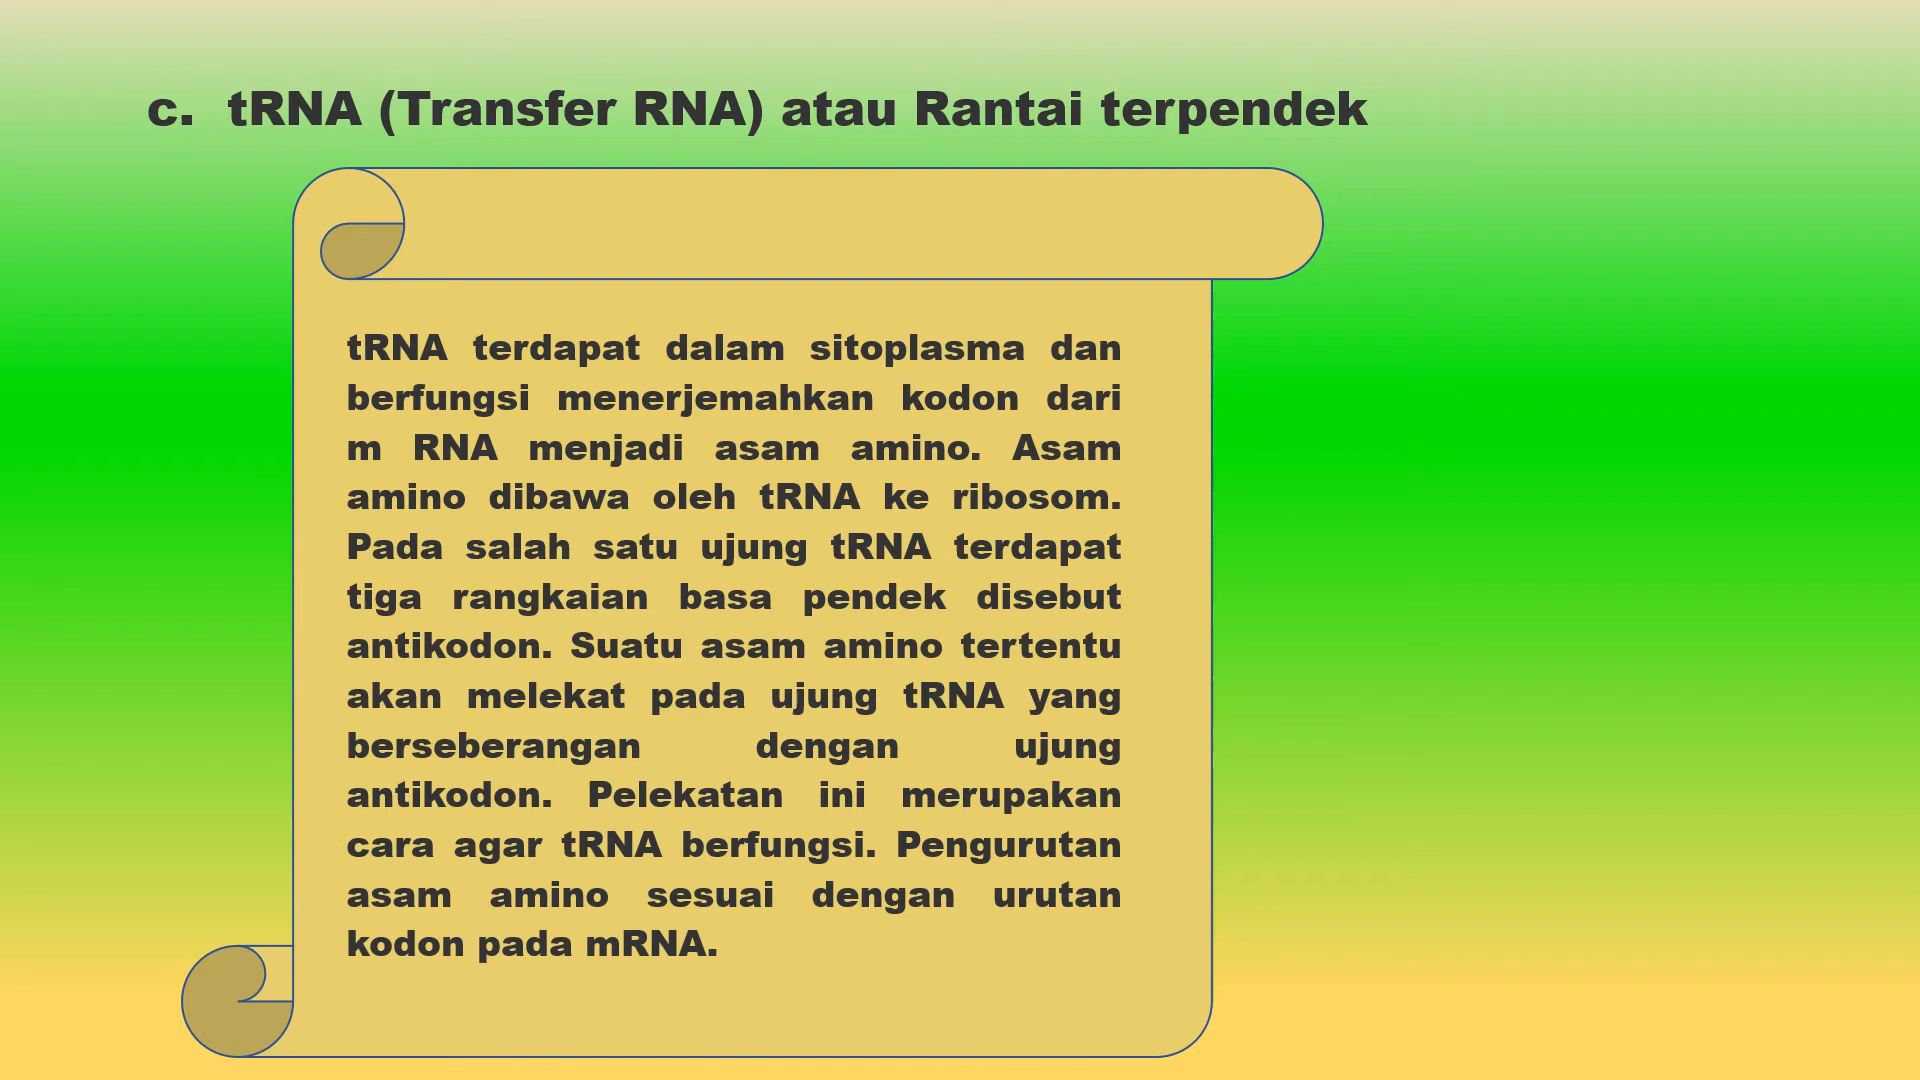 c. tRNA (Transfer RNA) atau Rantai terpendek
tRNA terdapat dalam sitoplasma dan
berfungsi menerjemahkan kodon dari
m RNA menjadi asam amino. Asam
amino dibawa oleh tRNA ke ribosom.
Pada salah satu ujung tRNA terdapat
tiga rangkaian basa pendek disebut
antikodon. Suatu asam amino tertentu
akan melekat pada ujung tRNA yang
berseberangan dengan ujung
antikodon. Pelekatan ini merupakan
cara agar tRNA berfungsi. Pengurutan
asam amino sesuai dengan urutan
kodon pada mRNA.